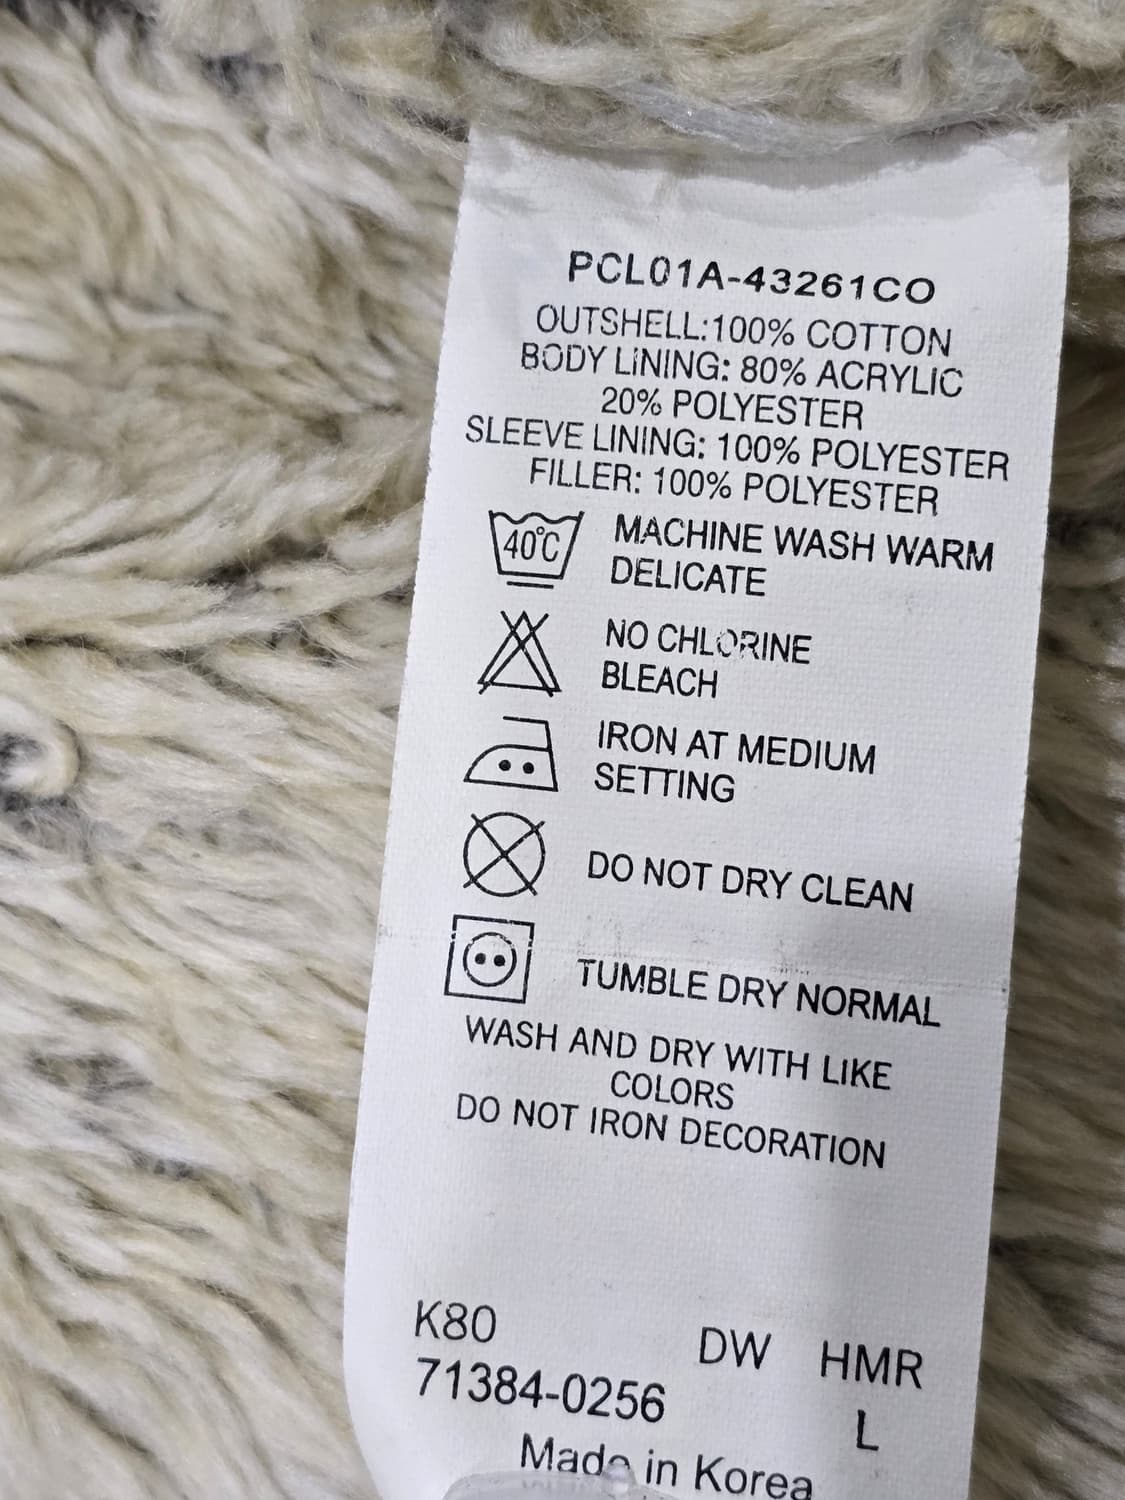 PCL01A-43261CO
OUTSHELL:100% COTTON
BODY LINING: 80% ACRYLIC
20% POLYESTER
SLEEVE LINING: 100% POLYESTER
FILLER: 100% POLYESTER
40°C MACHINE WASH WARM
DELICATE
NO CHLORINE
BLEACH
IRON AT MEDIUM
SETTING
DO NOT DRY CLEAN
TUMBLE DRY NORMAL
WASH AND DRY WITH LIKE
COLORS
DO NOT IRON DECORATION
K80 DW HMR
71384-0256 L
Made in Korea